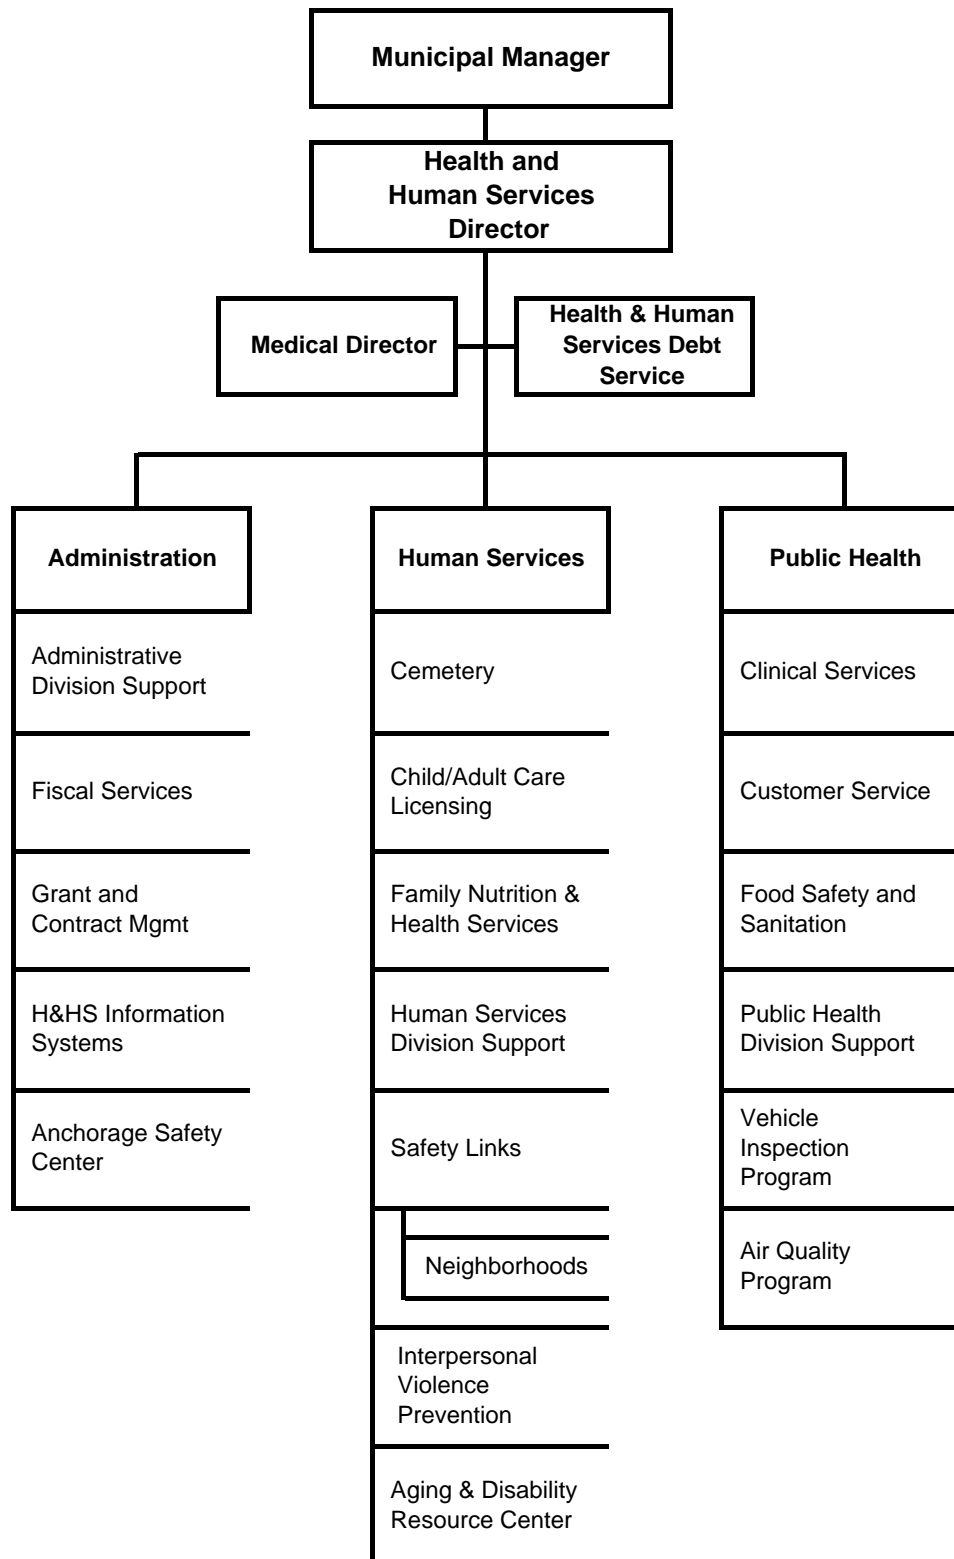 Municipal Manager
Health and
Human Services
Director
Medical Director
Health & Human
Services Debt
Service
Administration
Administrative
Division Support
Fiscal Services
Grant and
Contract Mgmt
H&HS Information
Systems
Anchorage Safety
Center
Human Services
Cemetery
Child/Adult Care
Licensing
Family Nutrition &
Health Services
Human Services
Division Support
Safety Links
Neighborhoods
Interpersonal
Violence
Prevention
Aging & Disability
Resource Center
Public Health
Clinical Services
Customer Service
Food Safety and
Sanitation
Public Health
Division Support
Vehicle
Inspection
Program
Air Quality
Program